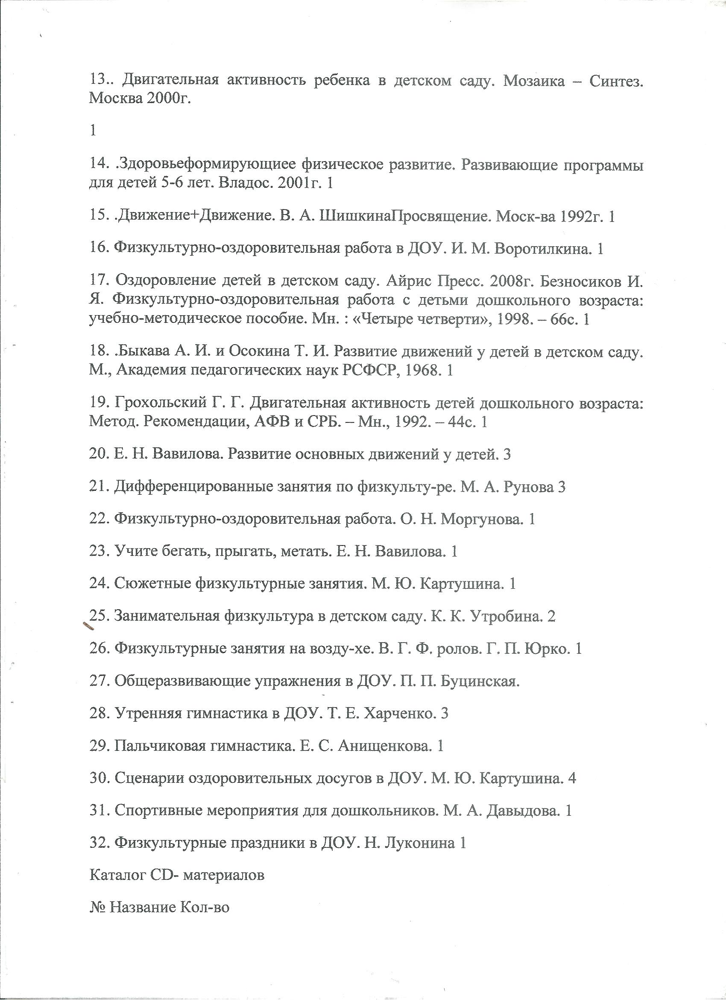 13.. Двигательная активность ребенка в детском саду. Мозаика – Синтез.
Москва 2000г.
1
14. .Здоровьеформирующиее физическое развитие. Развивающие программы
для детей 5-6 лет. Владос. 2001г. 1
15. .Движение+Движение. В. А. ШишкинаПросвящение. Моск-ва 1992г. 1
16. Физкультурно-оздоровительная работа в ДОУ. И. М. Воротилкина. 1
17. Оздоровление детей в детском саду. Айрис Пресс. 2008г. Безносиков И.
Я. Физкультурно-оздоровительная работа с детьми дошкольного возраста:
учебно-методическое пособие. Мн. : «Четыре четверти», 1998. – 66с. 1
18. .Быкава А. И. и Осокина Т. И. Развитие движений у детей в детском саду.
М., Академия педагогических наук РСФСР, 1968. 1
19. Грохольский Г. Г. Двигательная активность детей дошкольного возраста:
Метод. Рекомендации, АФВ и СРБ. – Мн., 1992. – 44с. 1
20. Е. Н. Вавилова. Развитие основных движений у детей. 3
21. Дифференцированные занятия по физкульту-ре. М. А. Рунова 3
22. Физкультурно-оздоровительная работа. О. Н. Моргунова. 1
23. Учите бегать, прыгать, метать. Е. Н. Вавилова. 1
24. Сюжетные физкультурные занятия. М. Ю. Картушина. 1
25. Занимательная физкультура в детском саду. К. К. Утробина. 2
26. Физкультурные занятия на возду-хе. В. Г. Ф. ролов. Г. П. Юрко. 1
27. Общеразвивающие упражнения в ДОУ. П. П. Буцинская.
28. Утренняя гимнастика в ДОУ. Т. Е. Харченко. 3
29. Пальчиковая гимнастика. Е. С. Анищенкова. 1
30. Сценарии оздоровительных досугов в ДОУ. М. Ю. Картушина. 4
31. Спортивные мероприятия для дошкольников. М. А. Давыдова. 1
32. Физкультурные праздники в ДОУ. Н. Луконина 1
Каталог CD- материалов
№ Название Кол-во